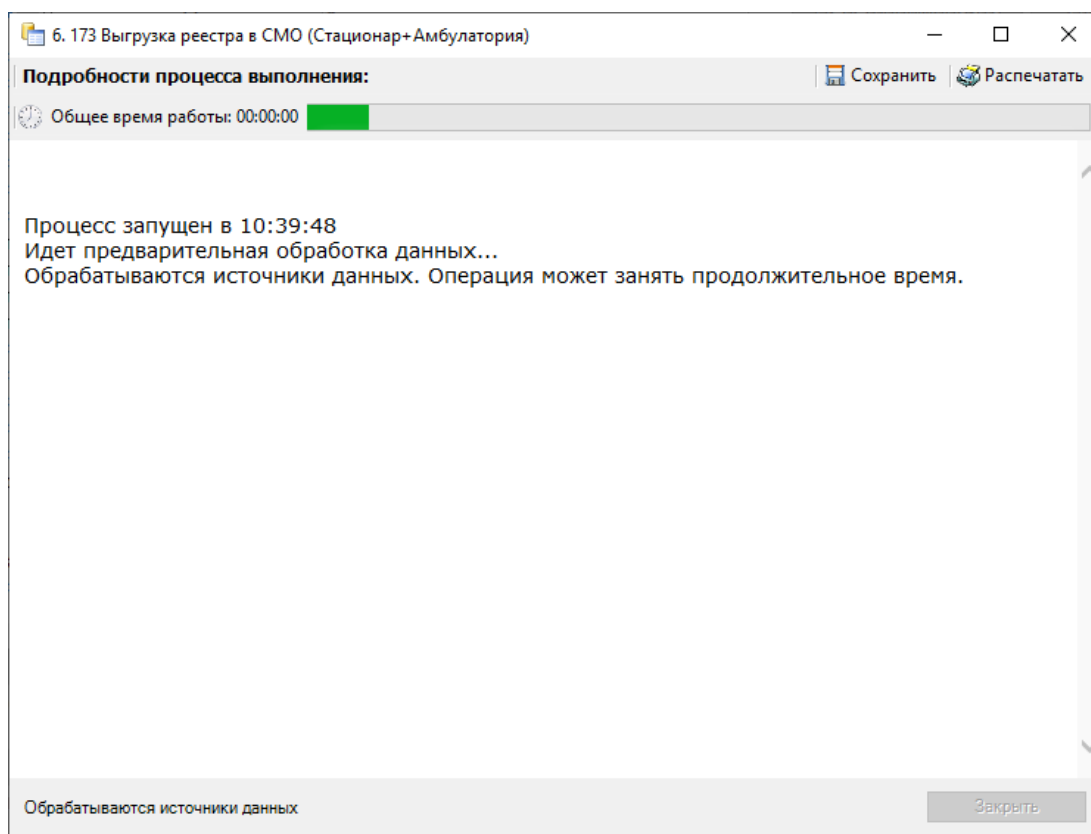 6. 173 Выгрузка реестра в СМО (Стационар+Амбулатория)
Подробности процесса выполнения:
Сохранить
Распечатать
Общее время работы: 00:00:00
Процесс запущен в 10:39:48
Идет предварительная обработка данных...
Обрабатываются источники данных. Операция может занять продолжительное время.
Обрабатываются источники данных
Закрыть